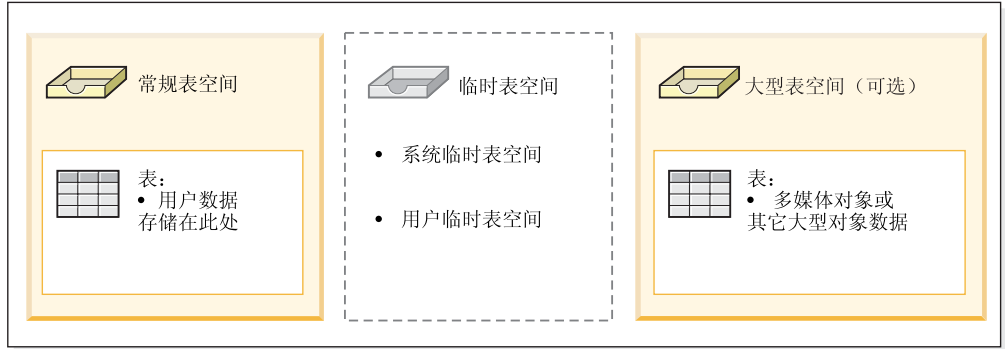 常规表空间
表：
• 用户数据
存储在此处
临时表空间
• 系统临时表空间
• 用户临时表空间
大型表空间（可选）
表：
• 多媒体对象或
其它大型对象数据